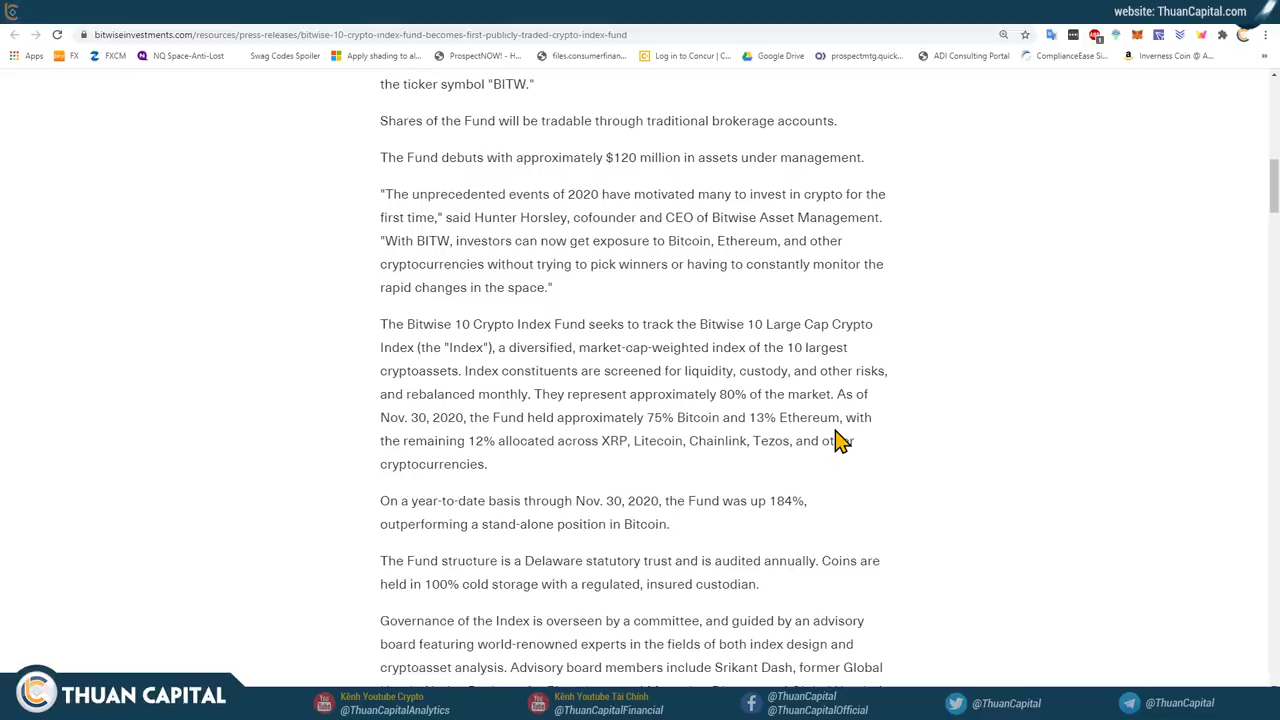 website: ThuanCapital.com
bitwiseinvestments.com/resources/press-releases/bitwise-10-crypto-index-fund-becomes-first-publicly-traded-crypto-index-fund
Apps FX FXCM NQ Space-Anti-Lost Swag Codes Spoiler Apply shading to al... ProspectNOW! - H... files.consumerfinan... Log in to Concur | C... Google Drive prospectmtg.quick... ADI Consulting Portal ComplianceEase Si... Inverness Coin @ A... »
the ticker symbol "BITW."
Shares of the Fund will be tradable through traditional brokerage accounts.
The Fund debuts with approximately $120 million in assets under management.
"The unprecedented events of 2020 have motivated many to invest in crypto for the
first time," said Hunter Horsley, cofounder and CEO of Bitwise Asset Management.
"With BITW, investors can now get exposure to Bitcoin, Ethereum, and other
cryptocurrencies without trying to pick winners or having to constantly monitor the
rapid changes in the space."
The Bitwise 10 Crypto Index Fund seeks to track the Bitwise 10 Large Cap Crypto
Index (the "Index"), a diversified, market-cap-weighted index of the 10 largest
cryptoassets. Index constituents are screened for liquidity, custody, and other risks,
and rebalanced monthly. They represent approximately 80% of the market. As of
Nov. 30, 2020, the Fund held approximately 75% Bitcoin and 13% Ethereum, with
the remaining 12% allocated across XRP, Litecoin, Chainlink, Tezos, and other
cryptocurrencies.
On a year-to-date basis through Nov. 30, 2020, the Fund was up 184%,
outperforming a stand-alone position in Bitcoin.
The Fund structure is a Delaware statutory trust and is audited annually. Coins are
held in 100% cold storage with a regulated, insured custodian.
Governance of the Index is overseen by a committee, and guided by an advisory
board featuring world-renowned experts in the fields of both index design and
cryptoasset analysis. Advisory board members include Srikant Dash, former Global
THUAN CAPITAL
Kênh Youtube Crypto
@ThuanCapitalAnalytics
Kênh Youtube Tài Chính
@ThuanCapitalFinancial
@ThuanCapital
@ThuanCapitalOfficial
@ThuanCapital
@ThuanCapital